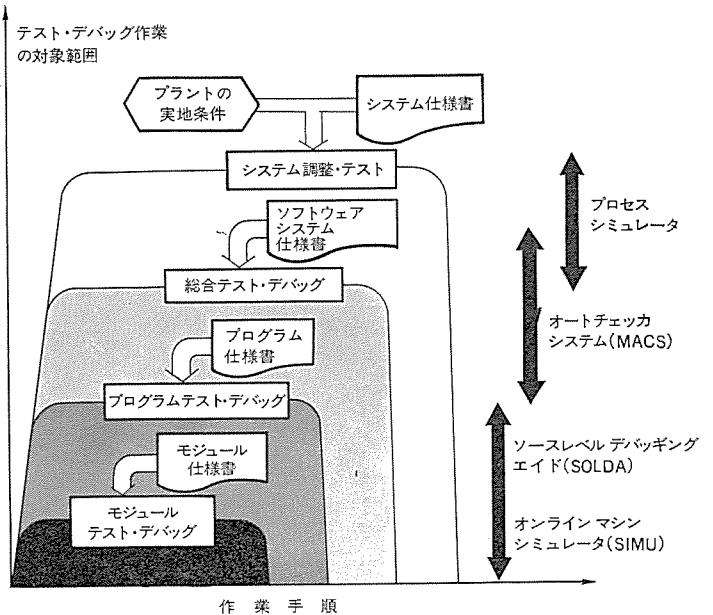 テスト・デバッグ作業
の対象範囲
プラントの
実地条件
システム仕様書
システム調整・テスト
プロセス
シミュレータ
ソフトウェア
システム
仕様書
総合テスト・デバッグ
オートチェッカ
システム(MACS)
プログラム
仕様書
プログラムテスト・デバッグ
モジュール
仕様書
ソースレベル デバッギング
エイド(SOLDA)
モジュール
テスト・デバッグ
オンライン マシン
シミュレータ(SIMU)
作業手順